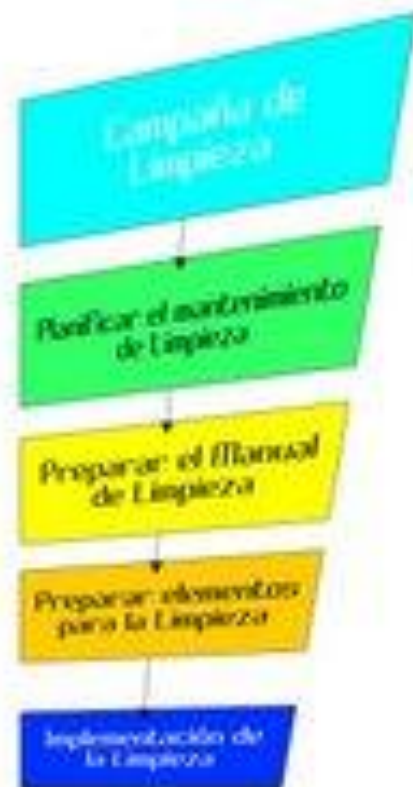 Campaña de
Limpieza
Planificar el mantenimiento
de Limpieza
Preparar el Manual
de Limpieza
Preparar elementos
para la Limpieza
Implementación de
la Limpieza